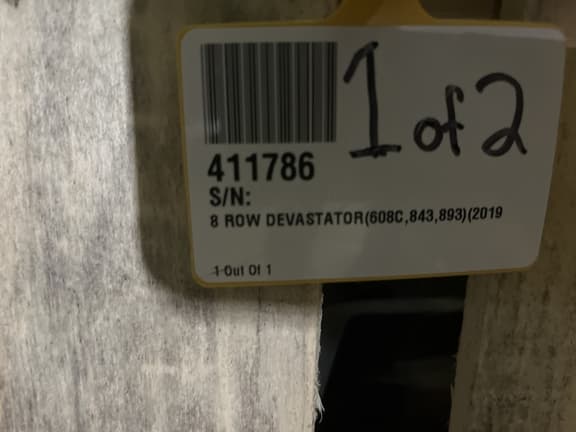 1 of 2
411786
S/N:
8 ROW DEVASTATOR(608C,843,893)(2019
1 Out Of 1